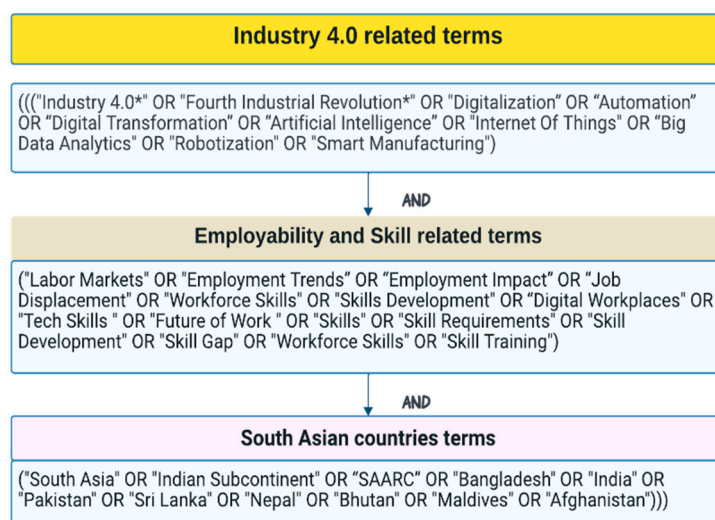 Industry 4.0 related terms
((("Industry 4.0*" OR "Fourth Industrial Revolution*" OR "Digitalization” OR “Automation”
OR “Digital Transformation” OR “Artificial Intelligence” OR "Internet Of Things" OR “Big
Data Analytics" OR "Robotization" OR "Smart Manufacturing")
AND
Employability and Skill related terms
("Labor Markets" OR "Employment Trends” OR “Employment Impact” OR “Job
Displacement" OR "Workforce Skills" OR "Skills Development" OR “Digital Workplaces" OR
"Tech Skills " OR "Future of Work " OR "Skills" OR "Skill Requirements" OR "Skill
Development" OR "Skill Gap" OR "Workforce Skills" OR "Skill Training")
AND
South Asian countries terms
("South Asia" OR "Indian Subcontinent" OR “SAARC” OR "Bangladesh" OR "India" OR
"Pakistan" OR "Sri Lanka" OR "Nepal" OR "Bhutan" OR "Maldives" OR "Afghanistan")))